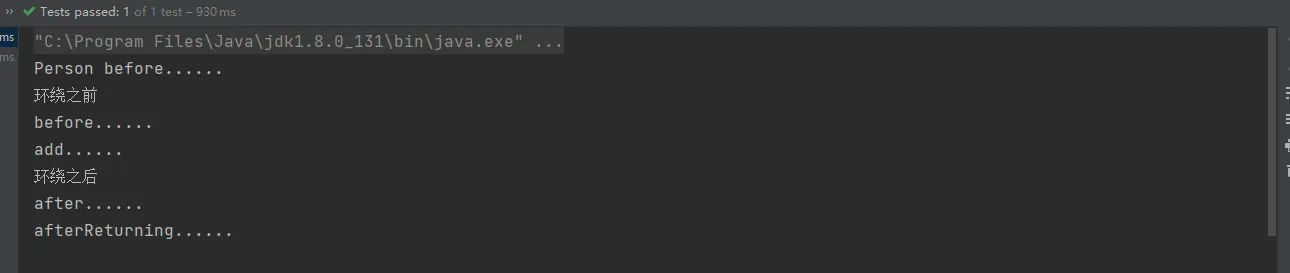 >> Tests passed: 1 of 1 test – 930 ms
ms
"C:\Program Files\Java\jdk1.8.0_131\bin\java.exe" ...
ms
Person before......
环绕之前
before......
add......
环绕之后
after......
afterReturning......